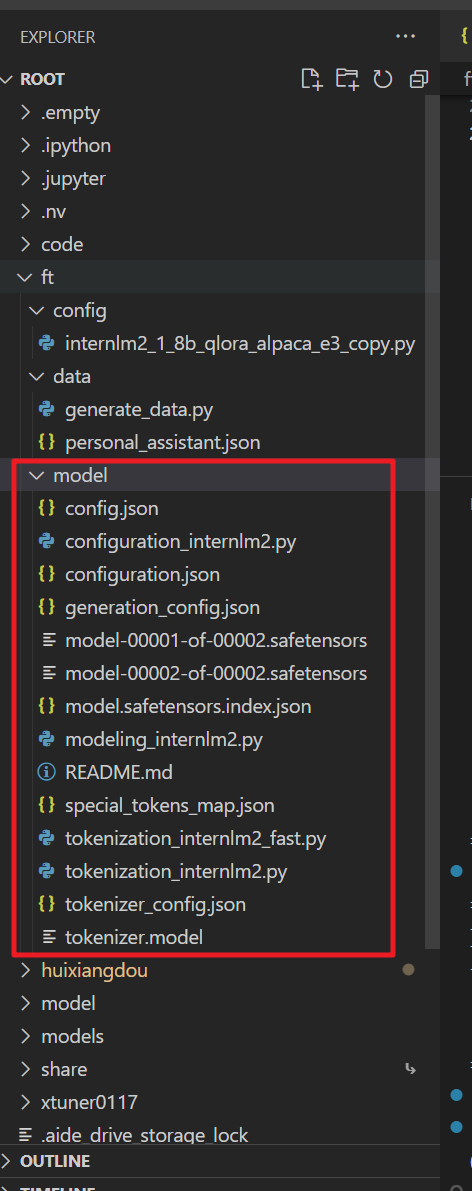 EXPLORER
ROOT
.empty
.ipython
.jupyter
.nv
code
ft
config
internlm2_1_8b_qlora_alpaca_e3_copy.py
data
generate_data.py
personal_assistant.json
model
config.json
configuration_internlm2.py
configuration.json
generation_config.json
model-00001-of-00002.safetensors
model-00002-of-00002.safetensors
model.safetensors.index.json
modeling_internlm2.py
README.md
special_tokens_map.json
tokenization_internlm2_fast.py
tokenization_internlm2.py
tokenizer_config.json
tokenizer.model
huixiangdou
model
models
share
xtuner0117
.aide_drive_storage_lock
OUTLINE
TIMELINE